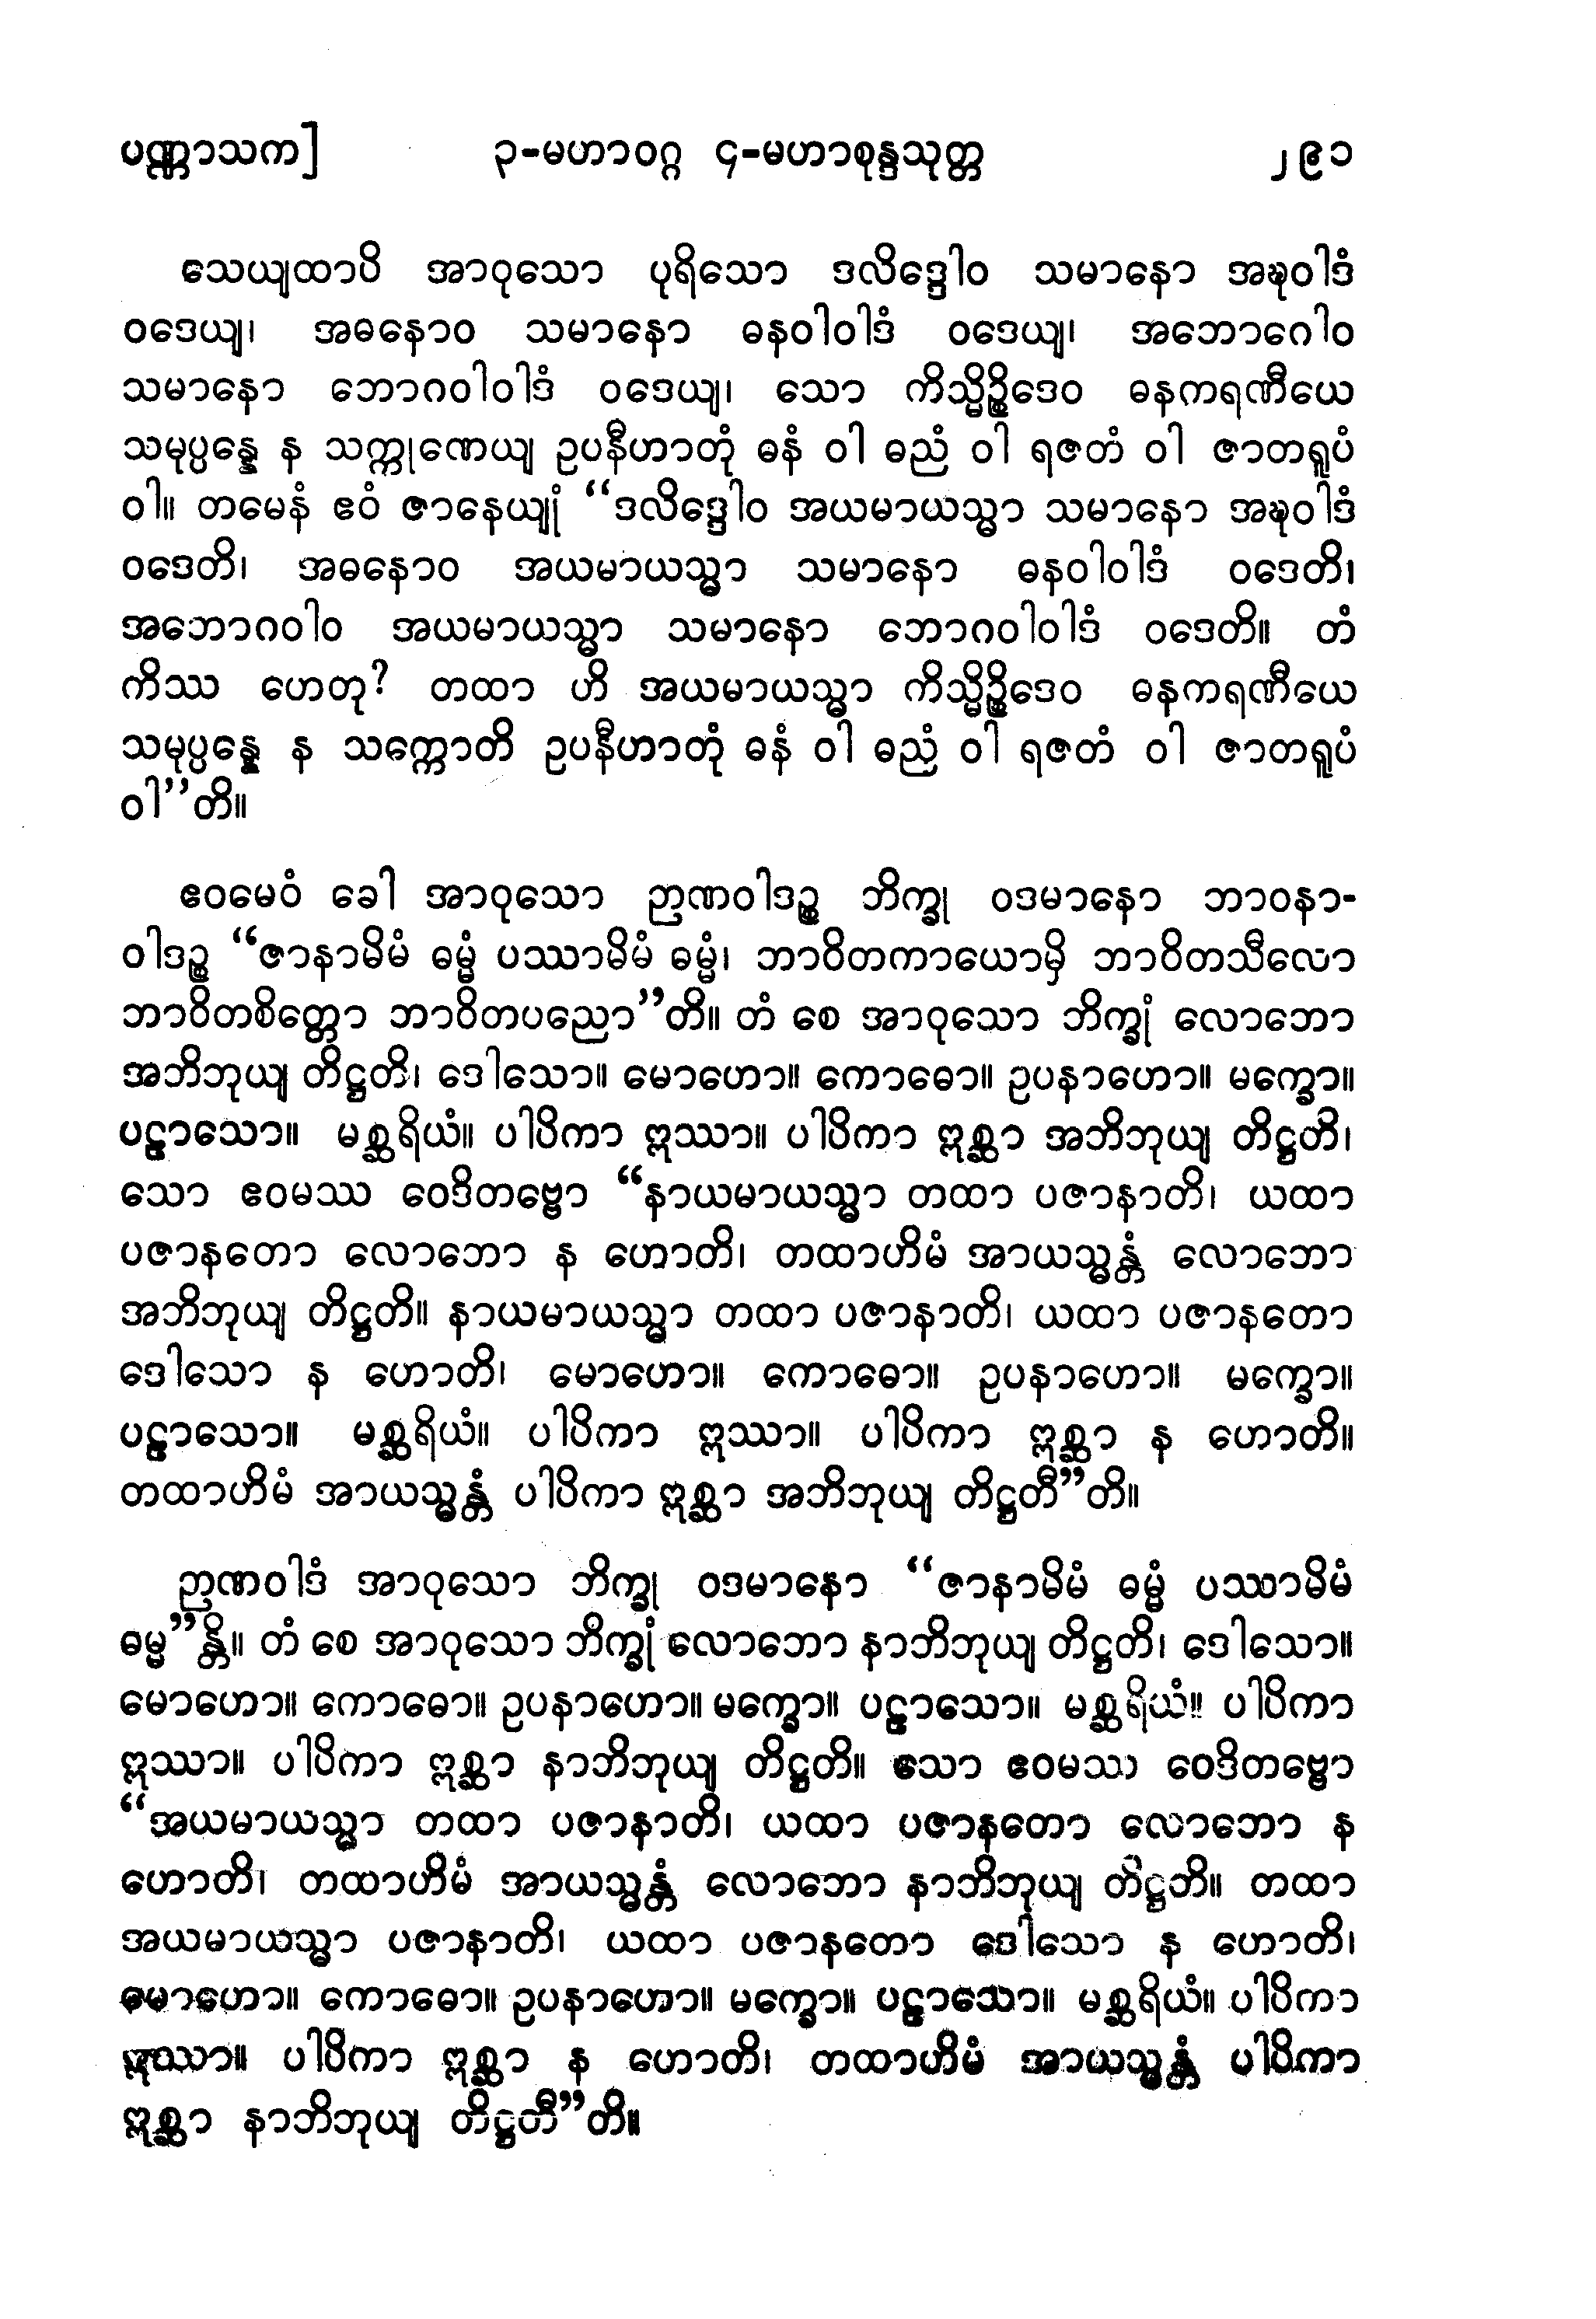 ပဏ္ဏာသက]	၃-မဟာဝဂ္ဂ ၄-မဟာစုန္ဒသုတ္တ	၂၉၁
သေယျထာပိ အာဝုသော ပုရိသော ဒလိဒ္ဒေါဝ သမာနော အဍ္ဎဝါဒံ
ဝဒေယျ၊ အဓနောဝ သမာနော ဓနဝါဝါဒံ ဝဒေယျ၊ အဘောဂေါဝ
သမာနော ဘောဂဝါဝါဒံ ဝဒေယျ၊ သော ကိသ္မိဉ္စိဒေဝ ဓနကရဏီယေ
သမုပ္ပန္နေ န သက္ကုဏေယျ ဥပနီဟာတုံ ဓနံ ဝါ ဓညံ ဝါ ရဇတံ ဝါ ဇာတရူပံ
ဝါ။ တမေနံ ဧဝံ ဇာနေယျုံ “ဒလိဒ္ဒေါဝ အယမာယသ္မာ သမာနော အဍ္ဎဝါဒံ
ဝဒေတိ၊ အဓနောဝ အယမာယသ္မာ သမာနော ဓနဝါဝါဒံ ဝဒေတိ၊
အဘောဂဝါဝ အယမာယသ္မာ သမာနော ဘောဂဝါဝါဒံ ဝဒေတိ။ တံ
ကိဿ ဟေတု? တထာ ဟိ အယမာယသ္မာ ကိသ္မိဉ္စိဒေဝ ဓနကရဏီယေ
သမုပ္ပန္နေ န သက္ကောတိ ဥပနီဟာတုံ ဓနံ ဝါ ဓညံ ဝါ ရဇတံ ဝါ ဇာတရူပံ
ဝါ”တိ။
ဧဝမေဝံ ခေါ အာဝုသော ဉာဏဝါဒဉ္စ ဘိက္ခု ဝဒမာနော ဘာဝနာ-
ဝါဒဉ္စ “ဇာနာမိမံ ဓမ္မံ ပဿာမိမံ ဓမ္မံ၊ ဘာဝိတကာယောမှိ ဘာဝိတသီလော
ဘာဝိတစိတ္တော ဘာဝိတပညော”တိ။ တံ စေ အာဝုသော ဘိက္ခုံ လောဘော
အဘိဘုယျ တိဋ္ဌတိ၊ ဒေါသော။ မောဟော။ ကောဓော။ ဥပနာဟော။ မက္ခော။
ပဠာသော။ မစ္ဆရိယံ။ ပါပိကာ ဣဿာ။ ပါပိကာ ဣစ္ဆာ အဘိဘုယျ တိဋ္ဌတိ၊
သော ဧဝမဿ ဝေဒိတဗ္ဗော “နာယမာယသ္မာ တထာ ပဇာနာတိ၊ ယထာ
ပဇာနတော လောဘော န ဟောတိ၊ တထာဟိမံ အာယသ္မန္တံ လောဘော
အဘိဘုယျ တိဋ္ဌတိ။ နာယမာယသ္မာ တထာ ပဇာနာတိ၊ ယထာ ပဇာနတော
ဒေါသော န ဟောတိ၊ မောဟော။ ကောဓော။ ဥပနာဟော။ မက္ခော။
ပဠာသော။ မစ္ဆရိယံ။ ပါပိကာ ဣဿာ။ ပါပိကာ ဣစ္ဆာ န ဟောတိ။
တထာဟိမံ အာယသ္မန္တံ ပါပိကာ ဣစ္ဆာ အဘိဘုယျ တိဋ္ဌတီ”တိ။
ဉာဏဝါဒံ အာဝုသော ဘိက္ခု ဝဒမာနော “ဇာနာမိမံ ဓမ္မံ ပဿာမိမံ
ဓမ္မ”န္တိ။ တံ စေ အာဝုသော ဘိက္ခုံ လောဘော နာဘိဘုယျ တိဋ္ဌတိ၊ ဒေါသော။
မောဟော။ ကောဓော။ ဥပနာဟော။ မက္ခော။ ပဠာသော။ မစ္ဆရိယံ။ ပါပိကာ
ဣဿာ။ ပါပိကာ ဣစ္ဆာ နာဘိဘုယျ တိဋ္ဌတိ။ သော ဧဝမဿ ဝေဒိတဗ္ဗော
“အယမာယသ္မာ တထာ ပဇာနာတိ၊ ယထာ ပဇာနတော လောဘော န
ဟောတိ၊ တထာဟိမံ အာယသ္မန္တံ လောဘော နာဘိဘုယျ တိဋ္ဌတိ။ တထာ
အယမာယသ္မာ ပဇာနာတိ၊ ယထာ ပဇာနတော ဒေါသော န ဟောတိ၊
မောဟော။ ကောဓော။ ဥပနာဟော။ မက္ခော။ ပဠာသော။ မစ္ဆရိယံ။ ပါပိကာ
ဣဿာ။ ပါပိကာ ဣစ္ဆာ န ဟောတိ၊ တထာဟိမံ အာယသ္မန္တံ ပါပိကာ
ဣစ္ဆာ နာဘိဘုယျ တိဋ္ဌတီ”တိ။